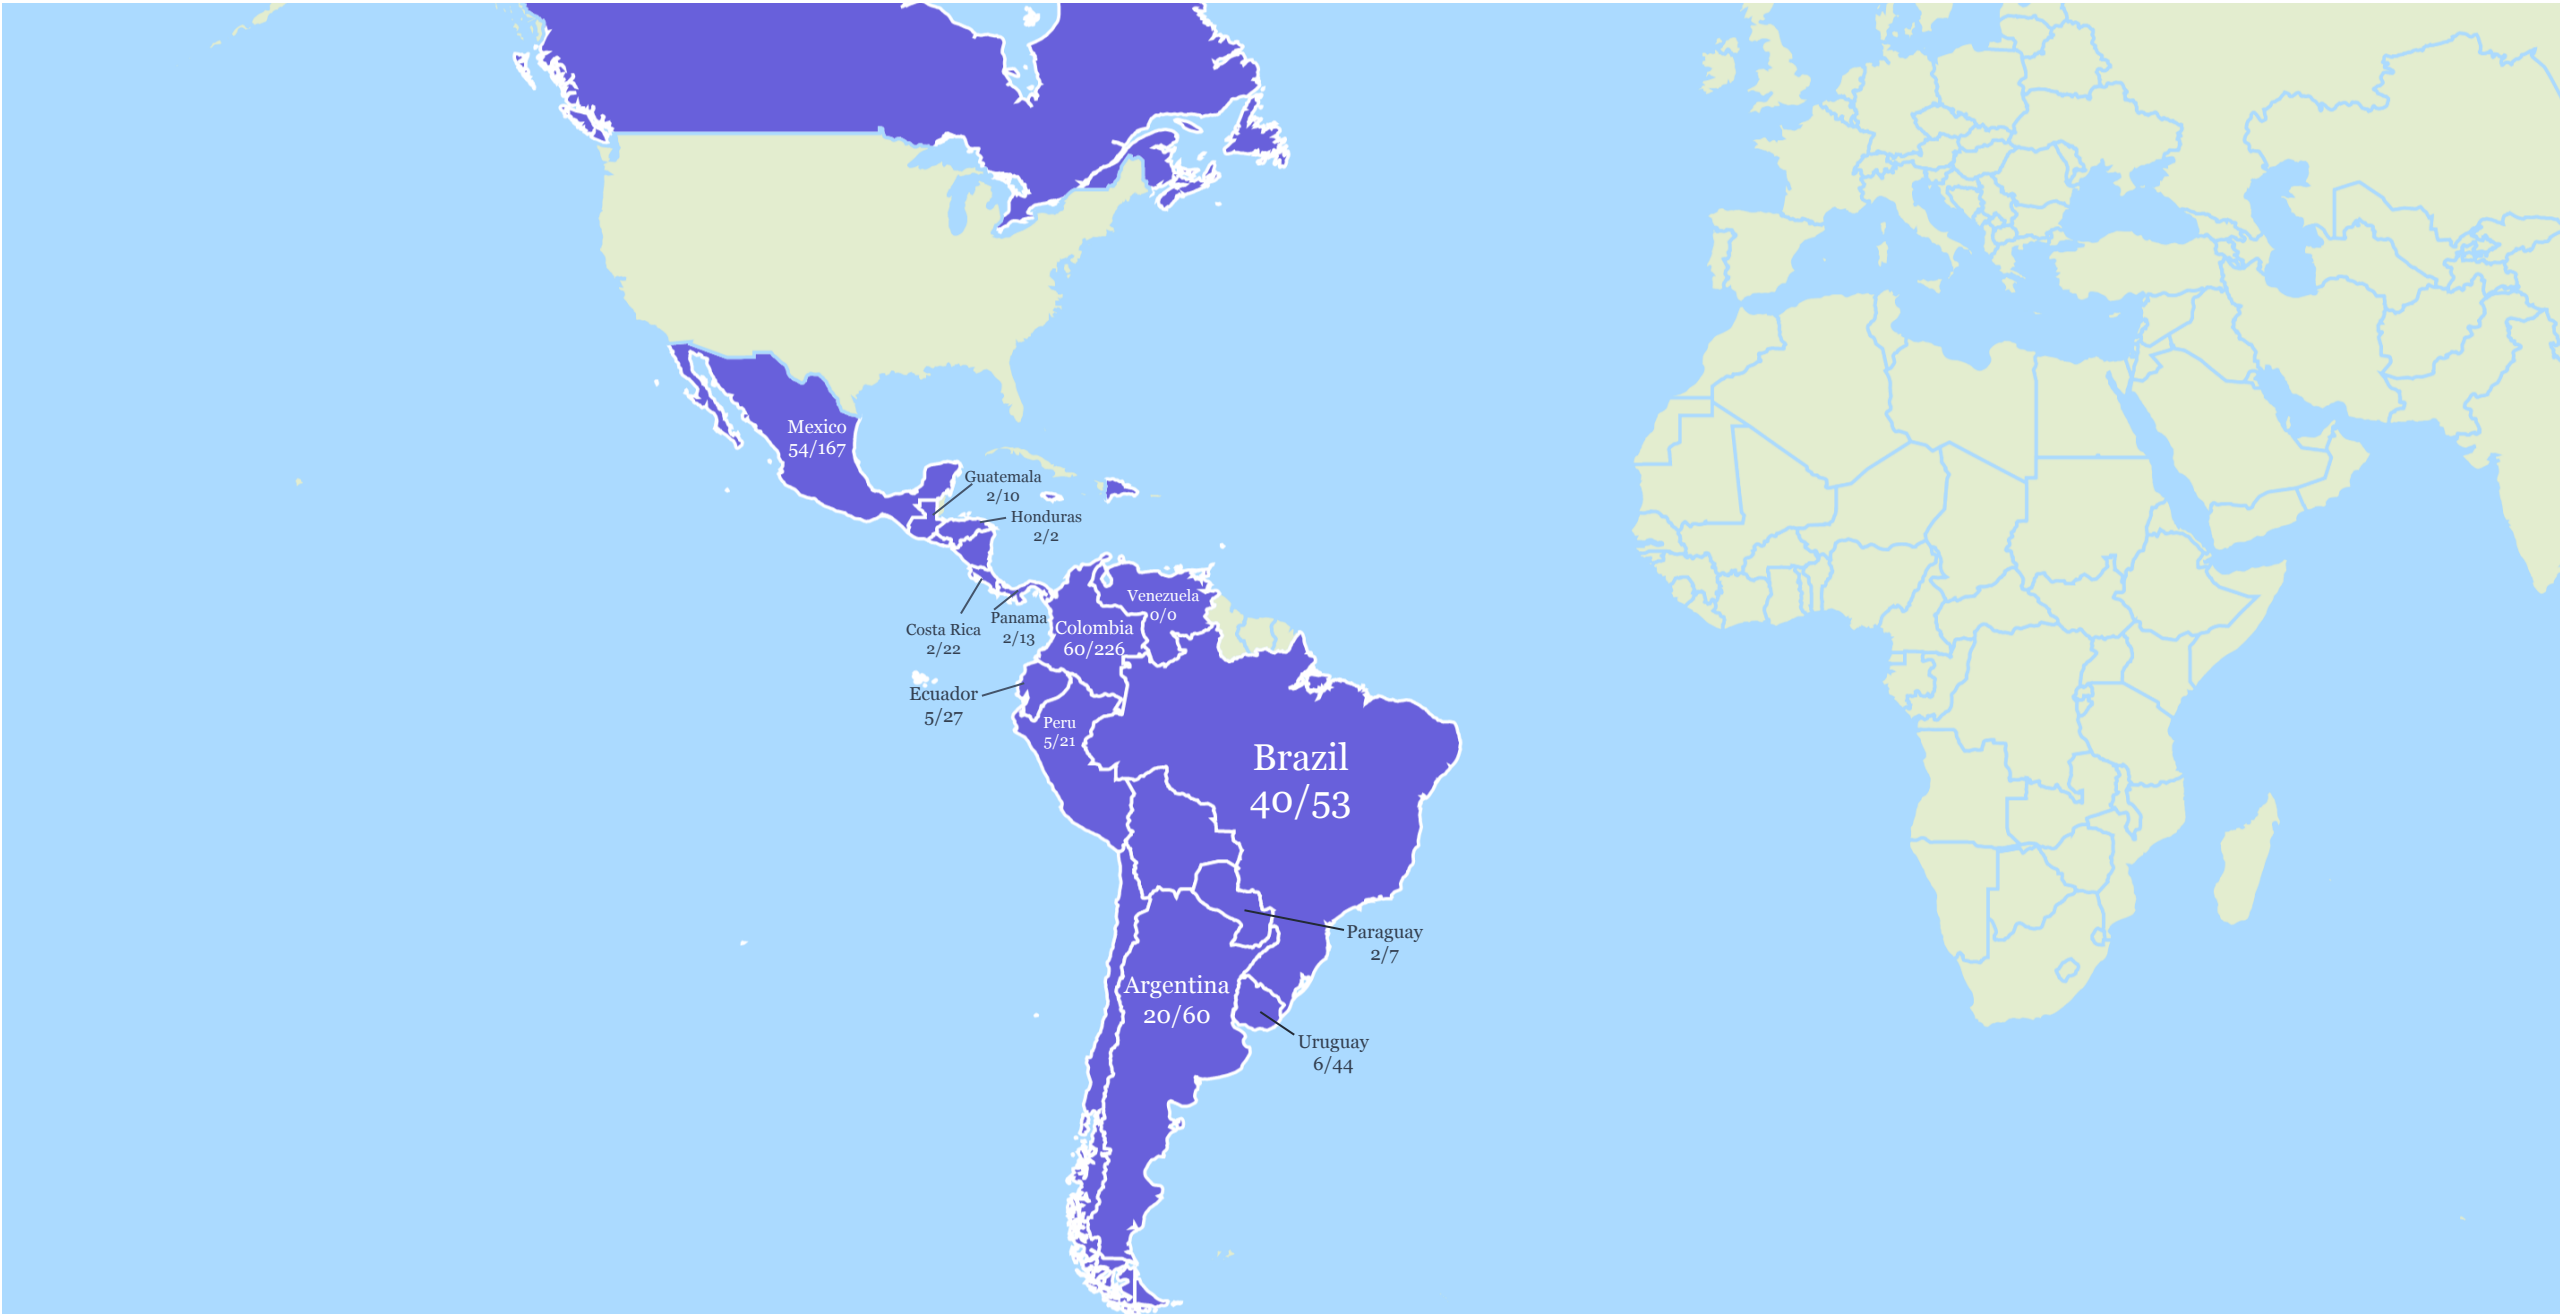 Mexico
54/167
Guatemala
2/10
Honduras
2/2
Venezuela
0/0
Panama
2/13
Costa Rica
2/22
Colombia
60/226
Ecuador
5/27
Peru
5/21
Brazil
40/53
Paraguay
2/7
Argentina
20/60
Uruguay
6/44